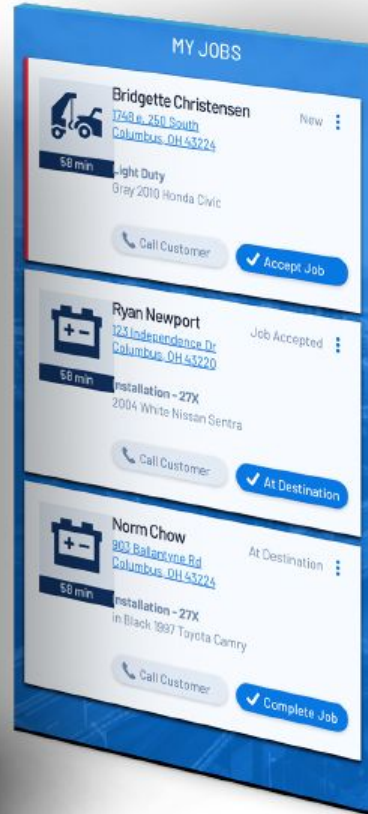 MY JOBS
Bridgette Christensen
New
1748 e. 250 South
Columbus, OH 43224
58 min
Light Duty
Gray 2010 Honda Civic
Call Customer
Accept Job
Ryan Newport
Job Accepted
123 Independence Dr
Columbus, OH 43220
58 min
nstallation - 27X
2004 White Nissan Sentra
Call Customer
At Destination
Norm Chow
At Destination
903 Ballantyne Rd
Columbus, OH 43224
58 min
nstallation - 27X
in Black 1997 Toyota Camry
Call Customer
Complete Job